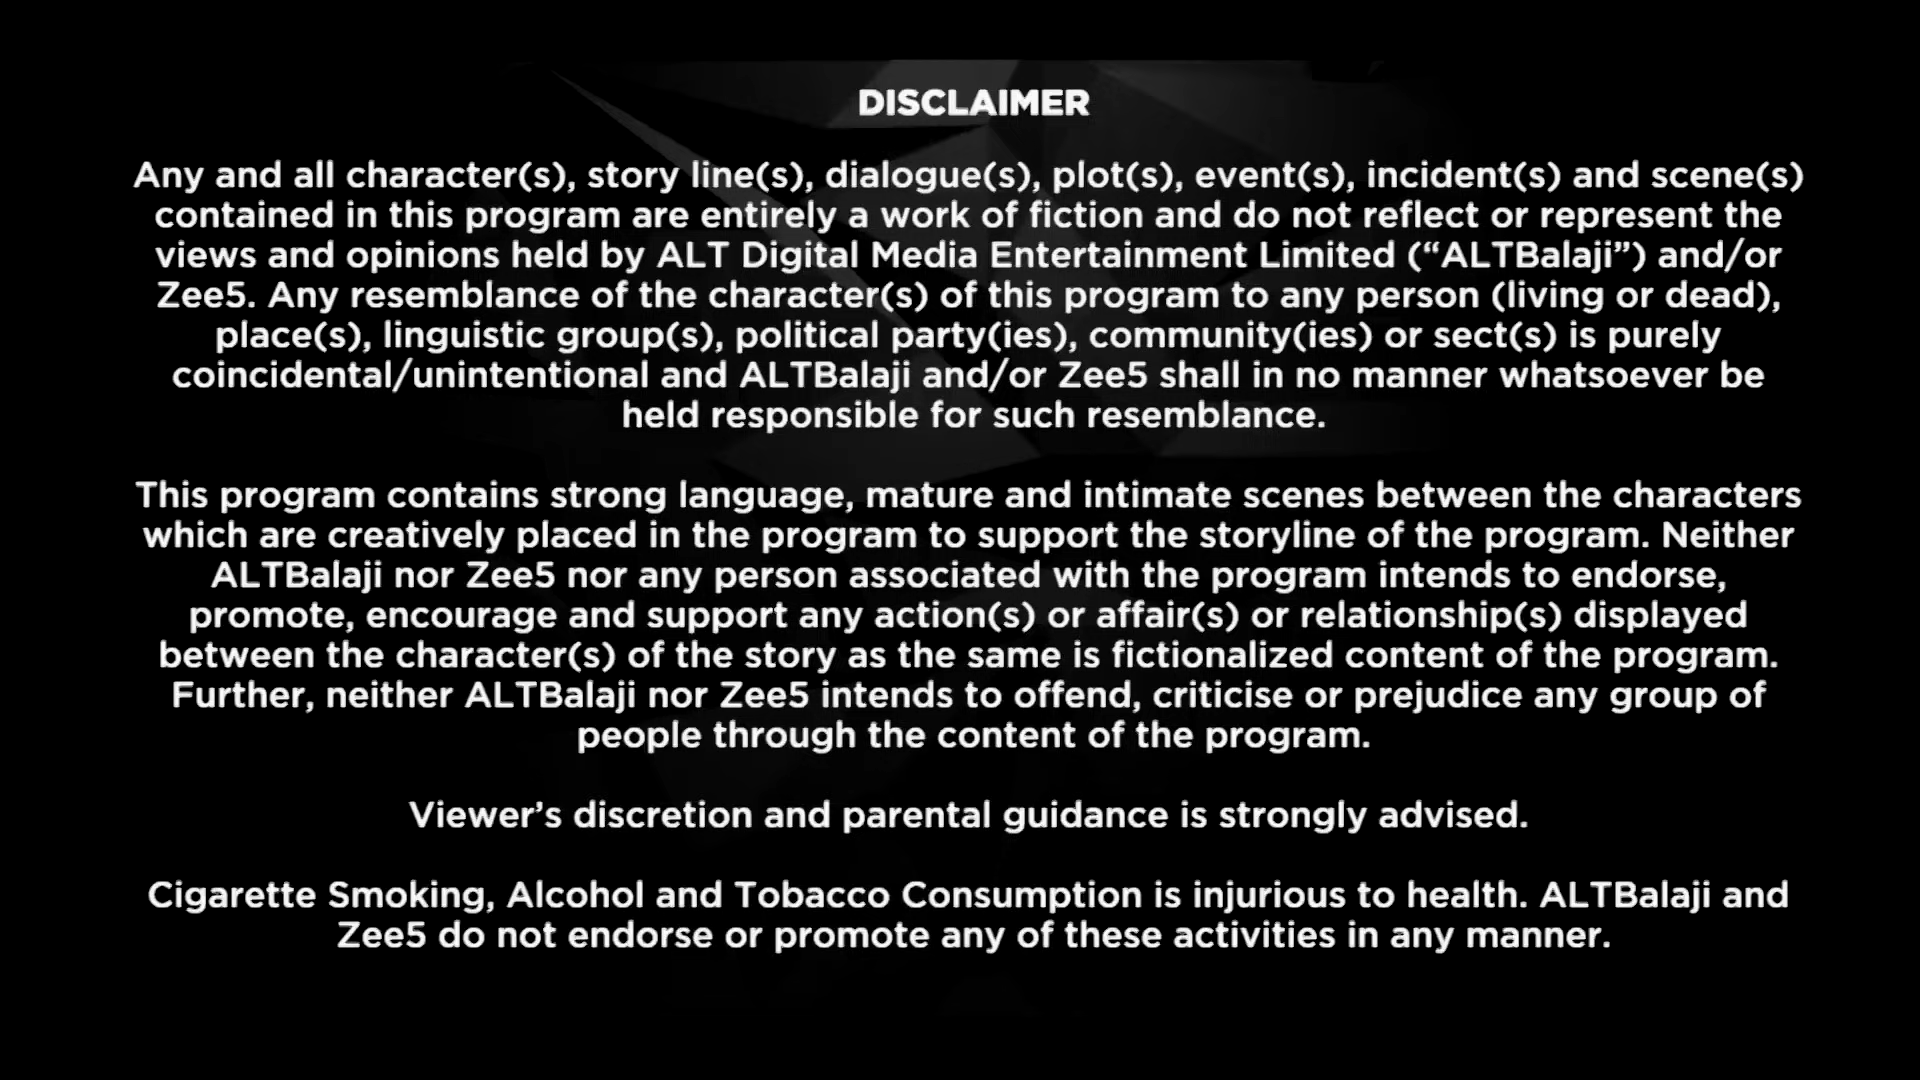 DISCLAIMER
Any and all character(s), story line(s), dialogue(s), plot(s), event(s), incident(s) and scene(s)
contained in this program are entirely a work of fiction and do not reflect or represent the
views and opinions held by ALT Digital Media Entertainment Limited (“ALTBalaji”) and/or
Zee5. Any resemblance of the character(s) of this program to any person (living or dead),
place(s), linguistic group(s), political party(ies), community(ies) or sect(s) is purely
coincidental/unintentional and ALTBalaji and/or Zee5 shall in no manner whatsoever be
held responsible for such resemblance.
This program contains strong language, mature and intimate scenes between the characters
which are creatively placed in the program to support the storyline of the program. Neither
ALTBalaji nor Zee5 nor any person associated with the program intends to endorse,
promote, encourage and support any action(s) or affair(s) or relationship(s) displayed
between the character(s) of the story as the same is fictionalized content of the program.
Further, neither ALTBalaji nor Zee5 intends to offend, criticise or prejudice any group of
people through the content of the program.
Viewer’s discretion and parental guidance is strongly advised.
Cigarette Smoking, Alcohol and Tobacco Consumption is injurious to health. ALTBalaji and
Zee5 do not endorse or promote any of these activities in any manner.